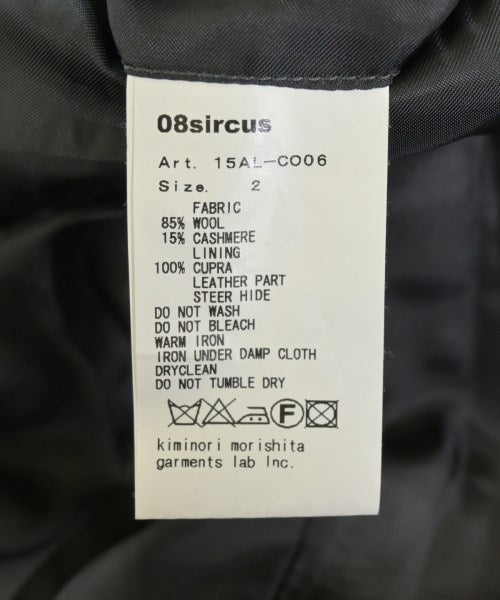 08sircus
Art. 15AL-CO06
Size. 2
FABRIC
85% WOOL
15% CASHMERE
LINING
100% CUPRA
LEATHER PART
STEER HIDE
DO NOT WASH
DO NOT BLEACH
WARM IRON
IRON UNDER DAMP CLOTH
DRYCLEAN
DO NOT TUMBLE DRY
F
kiminori morishita
garments lab Inc.